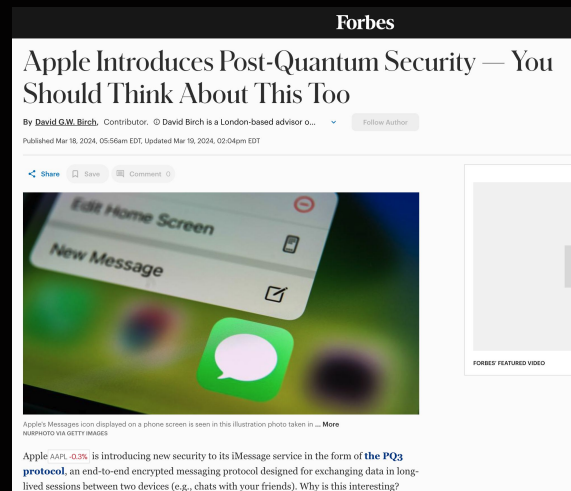 Forbes
Apple Introduces Post-Quantum Security — You
Should Think About This Too
By David G.W. Birch, Contributor. ⓘ David Birch is a London-based advisor o...
Follow Author
Published Mar 18, 2024, 05:56am EDT, Updated Mar 19, 2024, 02:04pm EDT
Share Save Comment 0
Edit Home Screen
New Message
Apple's Messages icon displayed on a phone screen is seen in this illustration photo taken in ... More
NURPHOTO VIA GETTY IMAGES
FORBES' FEATURED VIDEO
Apple AAPL -0.3% is introducing new security to its iMessage service in the form of the PQ3
protocol, an end-to-end encrypted messaging protocol designed for exchanging data in long-
lived sessions between two devices (e.g., chats with your friends). Why is this interesting?